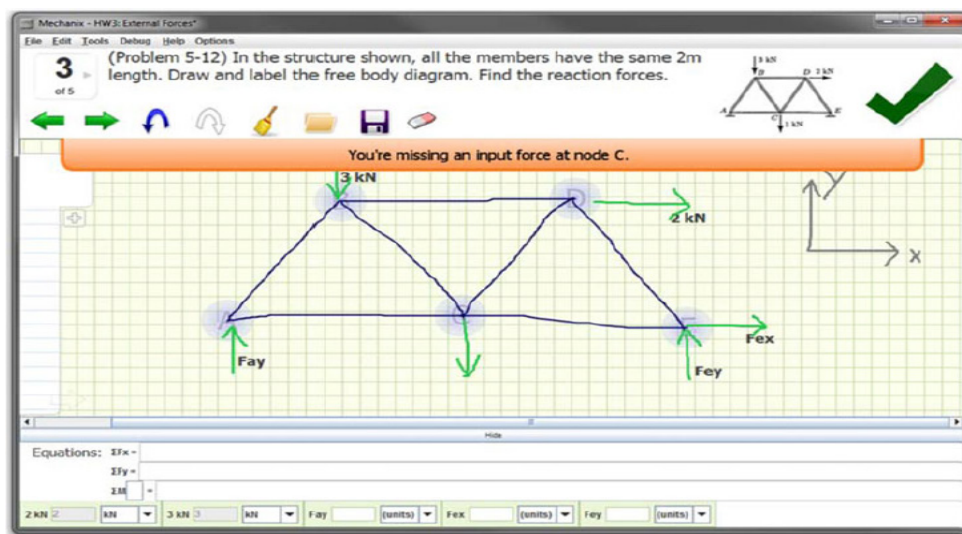 Mechanix - HW3: External Forces*
File Edit Tools Debug Help Options
3
of 5
(Problem 5-12) In the structure shown, all the members have the same 2m
length. Draw and label the free body diagram. Find the reaction forces.
3 kN
B D 2 kN
A C E
1 kN
You're missing an input force at node C.
3 kN
y
D
2 kN
x
A C E
Fex
Fay
Fey
Hide
Equations: ΣFx =
ΣFy =
ΣM =
2 kN 2 kN 3 kN 3 kN Fay (units) Fex (units) Fey (units)